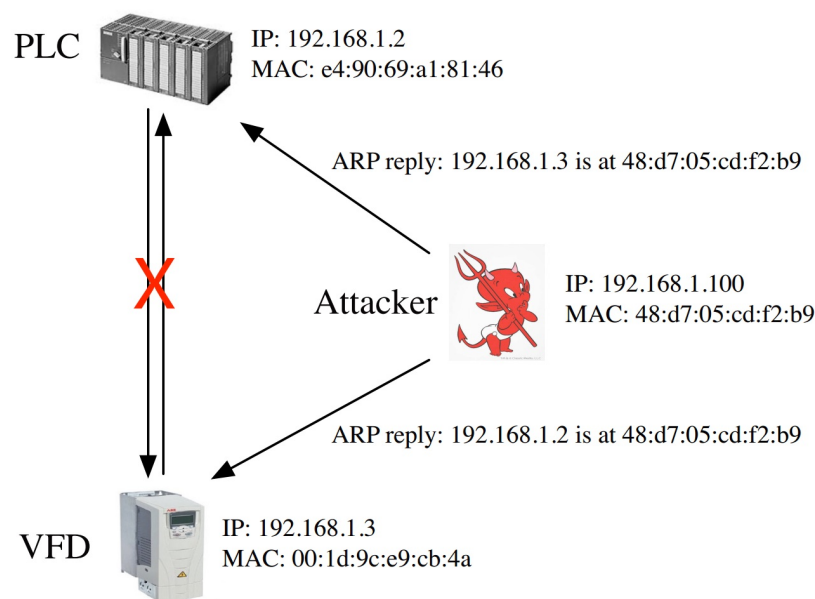 PLC
IP: 192.168.1.2
MAC: e4:90:69:a1:81:46
ARP reply: 192.168.1.3 is at 48:d7:05:cd:f2:b9
X
Attacker
IP: 192.168.1.100
MAC: 48:d7:05:cd:f2:b9
ARP reply: 192.168.1.2 is at 48:d7:05:cd:f2:b9
VFD
IP: 192.168.1.3
MAC: 00:1d:9c:e9:cb:4a